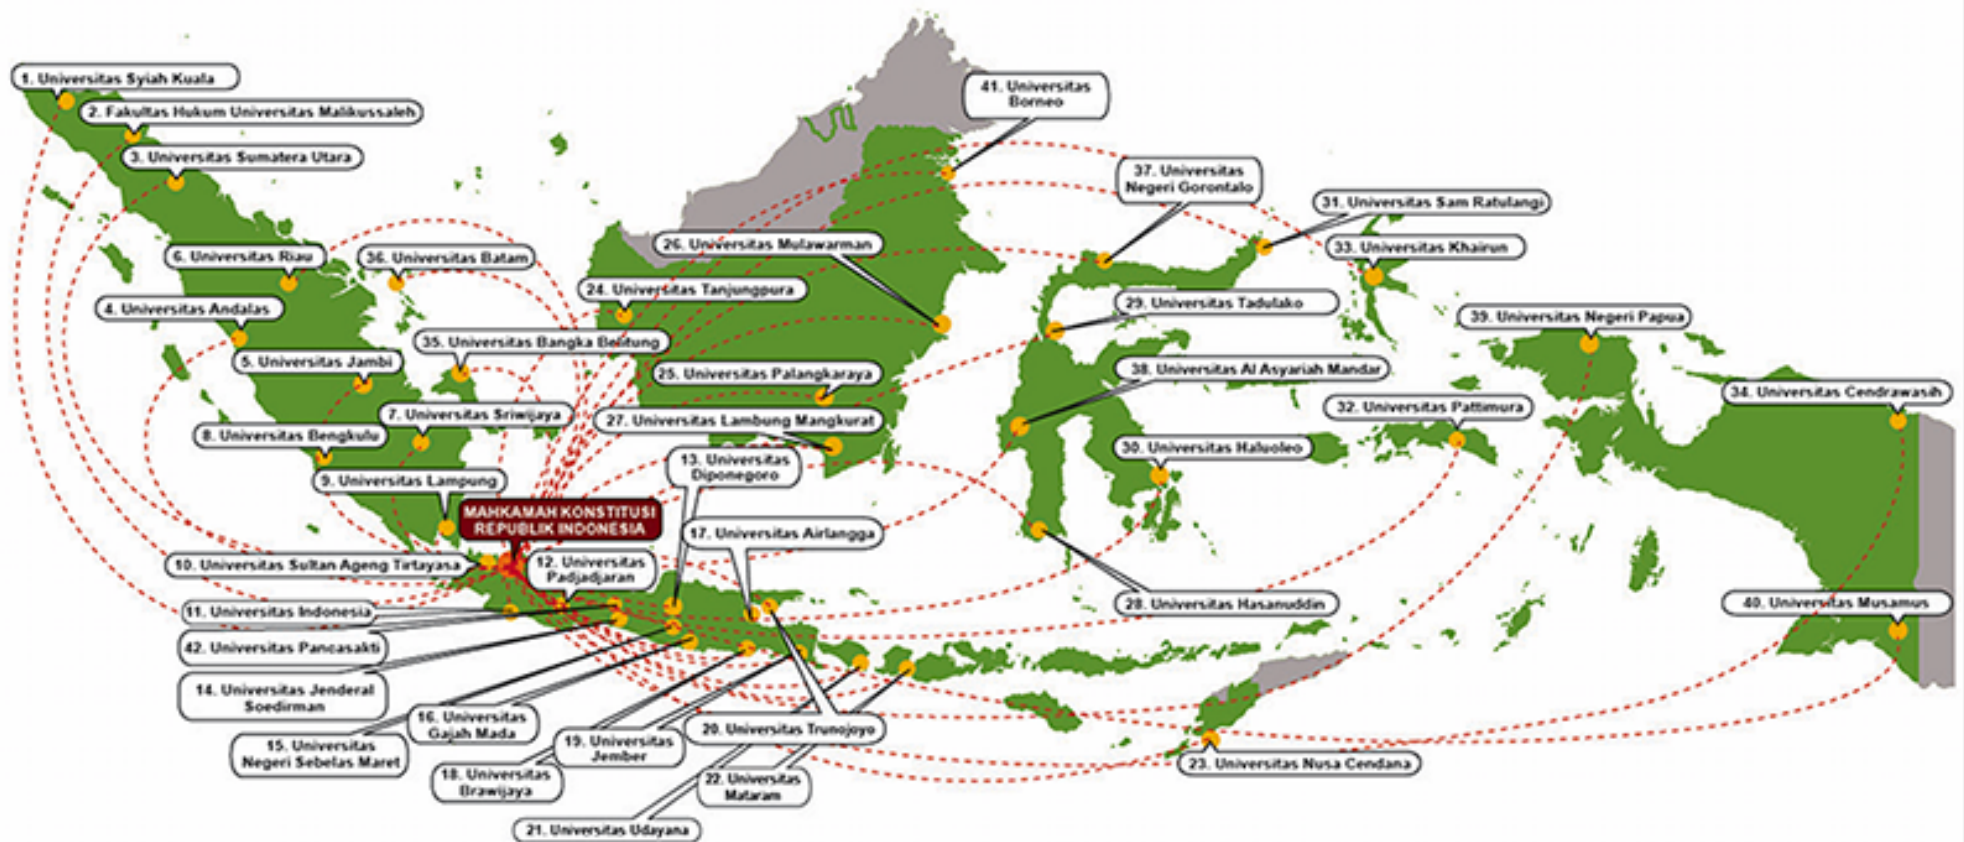 1. Universitas Syiah Kuala
2. Fakultas Hukum Universitas Malikussaleh
3. Universitas Sumatera Utara
41. Universitas
Borneo
37. Universitas
Negeri Gorontalo
31. Universitas Sam Ratulangi
33. Universitas Khairun
6. Universitas Riau
36. Universitas Batam
26. Universitas Mulawarman
24. Universitas Tanjungpura
29. Universitas Tadulako
4. Universitas Andalas
39. Universitas Negeri Papua
35. Universitas Bangka Belitung
5. Universitas Jambi
25. Universitas Palangkaraya
38. Universitas Al Asyariah Mandar
34. Universitas Cendrawasih
7. Universitas Sriwijaya
27. Universitas Lambung Mangkurat
32. Universitas Pattimura
8. Universitas Bengkulu
30. Universitas Haluoleo
13. Universitas
Diponegoro
9. Universitas Lampung
MAHKAMAH KONSTITUSI
REPUBLIK INDONESIA
17. Universitas Airlangga
10. Universitas Sultan Ageng Tirtayasa
12. Universitas
Padjadjaran
11. Universitas Indonesia
28. Universitas Hasanuddin
40. Universitas Musamus
42. Universitas Pancasakti
14. Universitas Jenderal
Soedirman
16. Universitas
Gajah Mada
15. Universitas
Negeri Sebelas Maret
19. Universitas
Jember
20. Universitas Trunojoyo
18. Universitas
Brawijaya
22. Universitas
Mataram
23. Universitas Nusa Cendana
21. Universitas Udayana